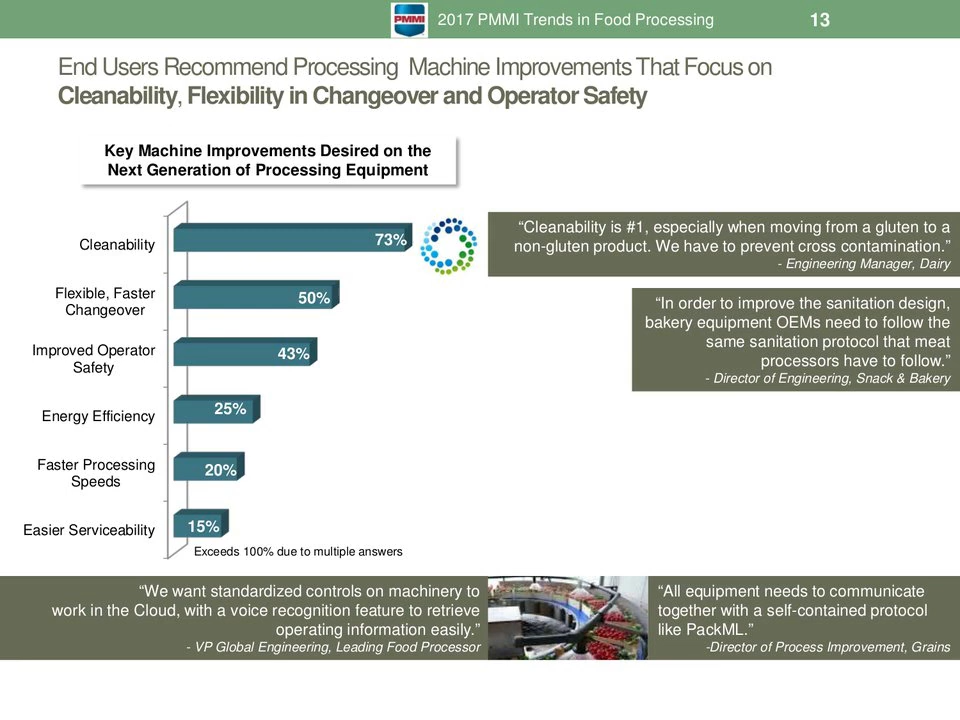 PMMI
2017 PMMI Trends in Food Processing
13
End Users Recommend Processing Machine Improvements That Focus on
Cleanability, Flexibility in Changeover and Operator Safety
Key Machine Improvements Desired on the
Next Generation of Processing Equipment
Cleanability
73%
Flexible, Faster
Changeover
50%
Improved Operator
Safety
43%
Energy Efficiency
25%
Faster Processing
Speeds
20%
Easier Serviceability
15%
Exceeds 100% due to multiple answers
“Cleanability is #1, especially when moving from a gluten to a
non-gluten product. We have to prevent cross contamination.”
- Engineering Manager, Dairy
“In order to improve the sanitation design,
bakery equipment OEMs need to follow the
same sanitation protocol that meat
processors have to follow.”
- Director of Engineering, Snack & Bakery
“We want standardized controls on machinery to
work in the Cloud, with a voice recognition feature to retrieve
operating information easily.”
- VP Global Engineering, Leading Food Processor
“All equipment needs to communicate
together with a self-contained protocol
like PackML.”
-Director of Process Improvement, Grains